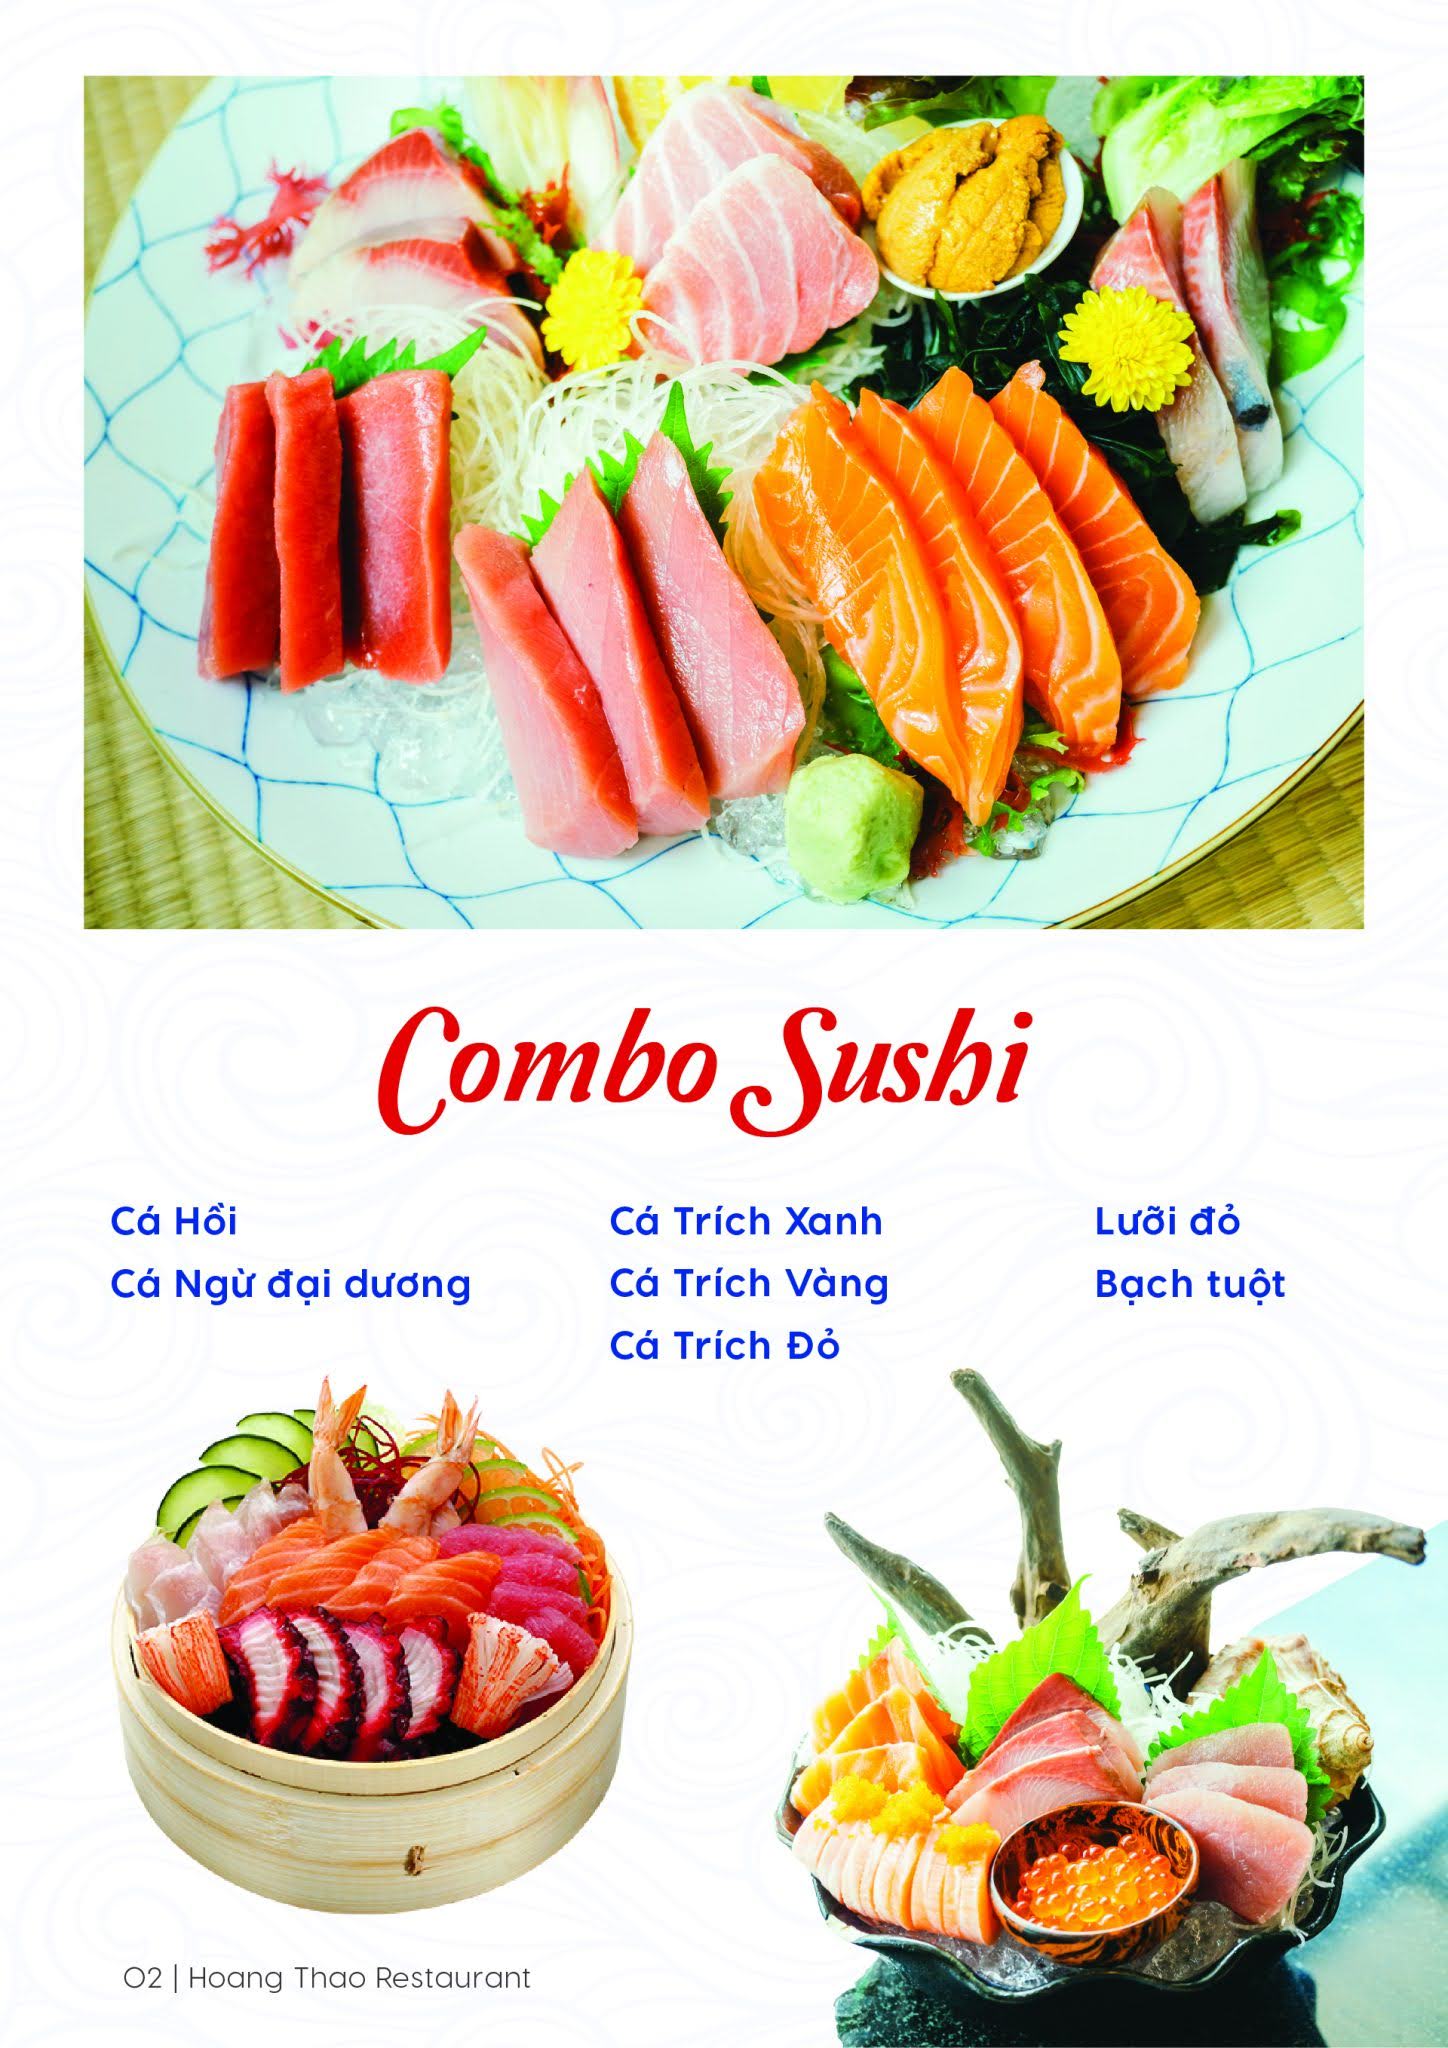 Combo Sushi
Cá Hồi
Cá Ngừ đại dương
Cá Trích Xanh
Cá Trích Vàng
Cá Trích Đỏ
Lưỡi đỏ
Bạch tuột
02 | Hoang Thao Restaurant